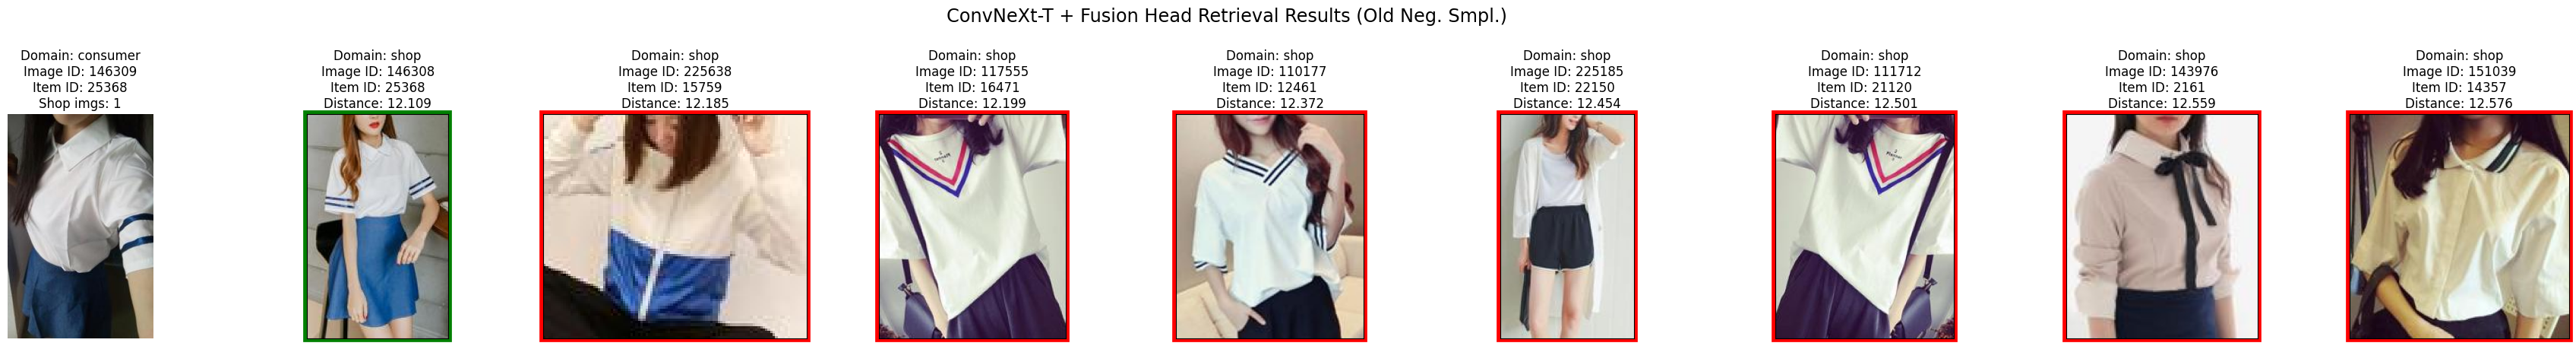 ConvNeXt-T + Fusion Head Retrieval Results (Old Neg. Smpl.)
Domain: consumer
Image ID: 146309
Item ID: 25368
Shop imgs: 1
Domain: shop
Image ID: 146308
Item ID: 25368
Distance: 12.109
Domain: shop
Image ID: 225638
Item ID: 15759
Distance: 12.185
Domain: shop
Image ID: 117555
Item ID: 16471
Distance: 12.199
Domain: shop
Image ID: 110177
Item ID: 12461
Distance: 12.372
Domain: shop
Image ID: 225185
Item ID: 22150
Distance: 12.454
Domain: shop
Image ID: 111712
Item ID: 21120
Distance: 12.501
Domain: shop
Image ID: 143976
Item ID: 2161
Distance: 12.559
Domain: shop
Image ID: 151039
Item ID: 14357
Distance: 12.576